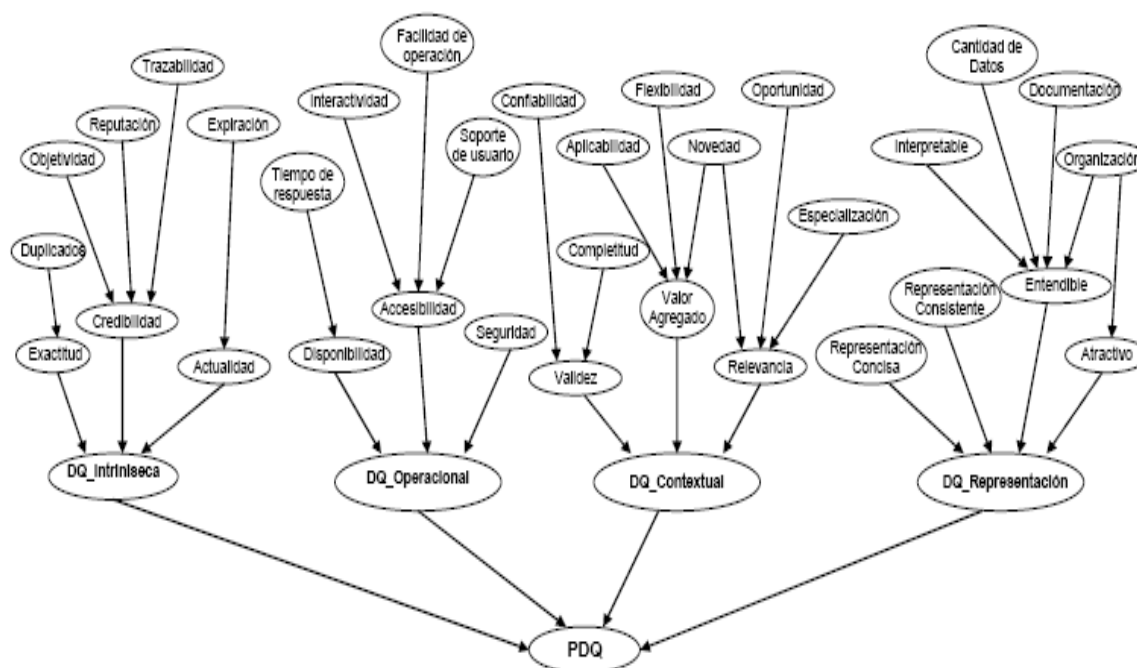 Facilidad de
operación
Cantidad de
Datos
Trazabilidad
Interactividad
Confiabilidad
Flexibilidad
Oportunidad
Documentación
Reputación
Expiración
Soporte
de usuario
Aplicabilidad
Novedad
Interpretable
Organización
Objetividad
Tiempo de
respuesta
Especialización
Duplicados
Completitud
Representación
Consistente
Entendible
Credibilidad
Accesibilidad
Valor
Agregado
Seguridad
Exactitud
Actualidad
Disponibilidad
Validez
Relevancia
Representación
Concisa
Atractivo
DQ_Intriniseca
DQ_Operacional
DQ_Contextual
DQ_Representación
PDQ